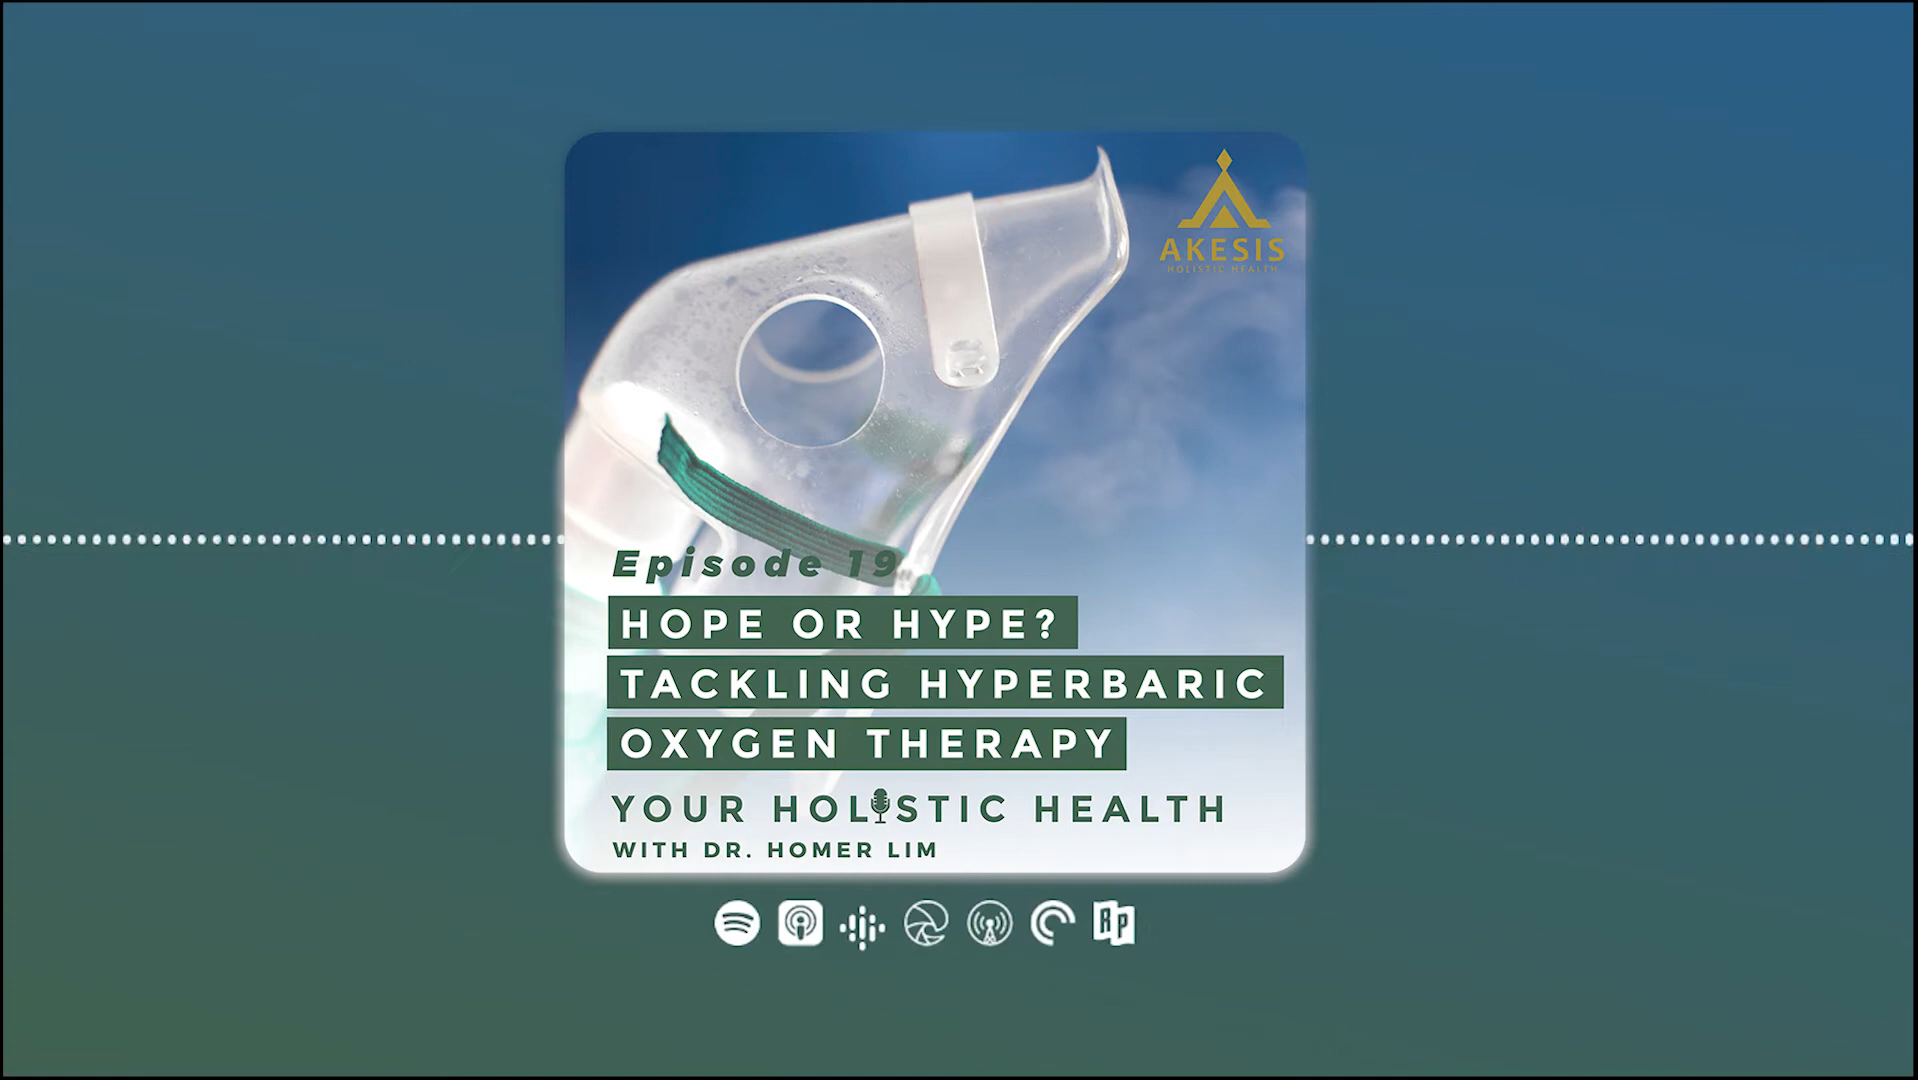 AKESIS
HOLISTIC HEALTH
Episode 19
HOPE OR HYPE?
TACKLING HYPERBARIC
OXYGEN THERAPY
YOUR HOLISTIC HEALTH
WITH DR. HOMER LIM
RP